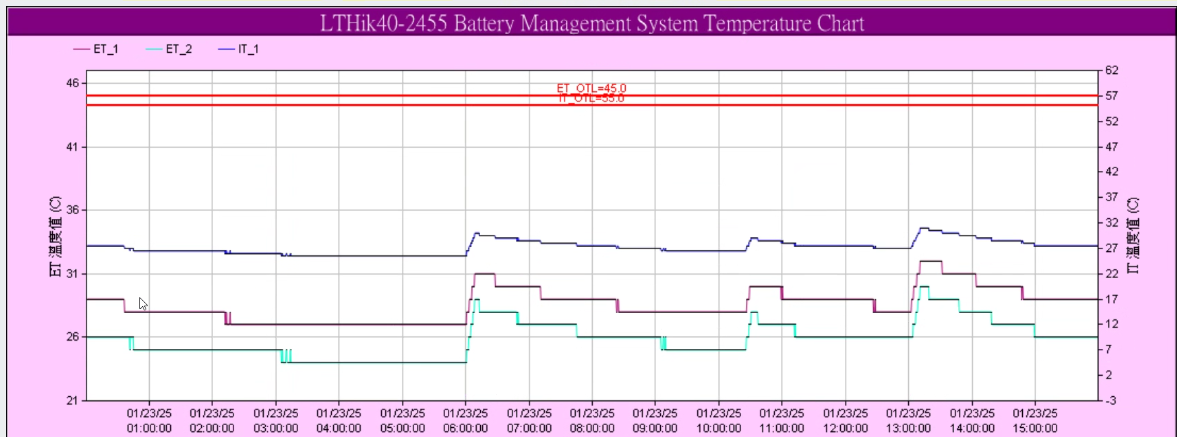 LTHik40-2455 Battery Management System Temperature Chart
ET_1 ET_2 IT_1
ET_OTL=45.0
IT_OTL=55.0
46
41
36
31
26
21
ET 溫度值 (C)
62
57
52
47
42
37
32
27
22
17
12
7
2
-3
IT 溫度值 (C)
01/23/25 01/23/25 01/23/25 01/23/25 01/23/25 01/23/25 01/23/25 01/23/25 01/23/25 01/23/25 01/23/25 01/23/25 01/23/25 01/23/25 01/23/25
01:00:00 02:00:00 03:00:00 04:00:00 05:00:00 06:00:00 07:00:00 08:00:00 09:00:00 10:00:00 11:00:00 12:00:00 13:00:00 14:00:00 15:00:00